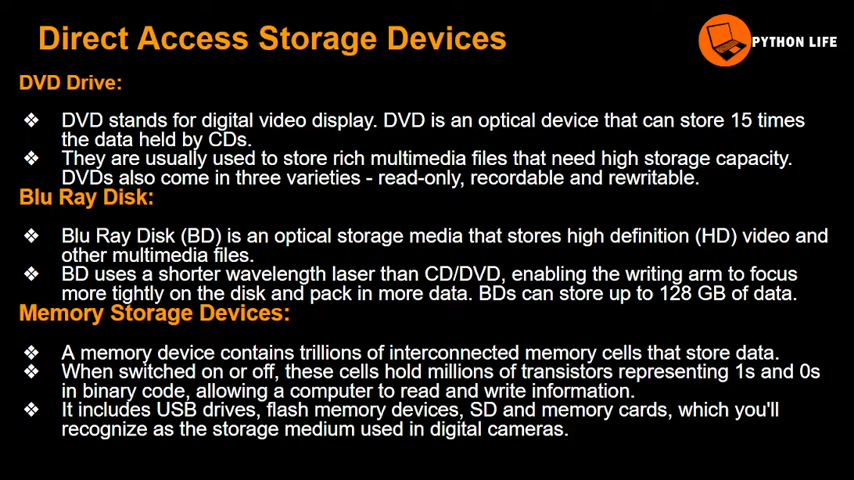 Direct Access Storage Devices
PYTHON LIFE
DVD Drive:
❖ DVD stands for digital video display. DVD is an optical device that can store 15 times
the data held by CDs.
❖ They are usually used to store rich multimedia files that need high storage capacity.
DVDs also come in three varieties - read-only, recordable and rewritable.
Blu Ray Disk:
❖ Blu Ray Disk (BD) is an optical storage media that stores high definition (HD) video and
other multimedia files.
❖ BD uses a shorter wavelength laser than CD/DVD, enabling the writing arm to focus
more tightly on the disk and pack in more data. BDs can store up to 128 GB of data.
Memory Storage Devices:
❖ A memory device contains trillions of interconnected memory cells that store data.
❖ When switched on or off, these cells hold millions of transistors representing 1s and 0s
in binary code, allowing a computer to read and write information.
❖ It includes USB drives, flash memory devices, SD and memory cards, which you'll
recognize as the storage medium used in digital cameras.